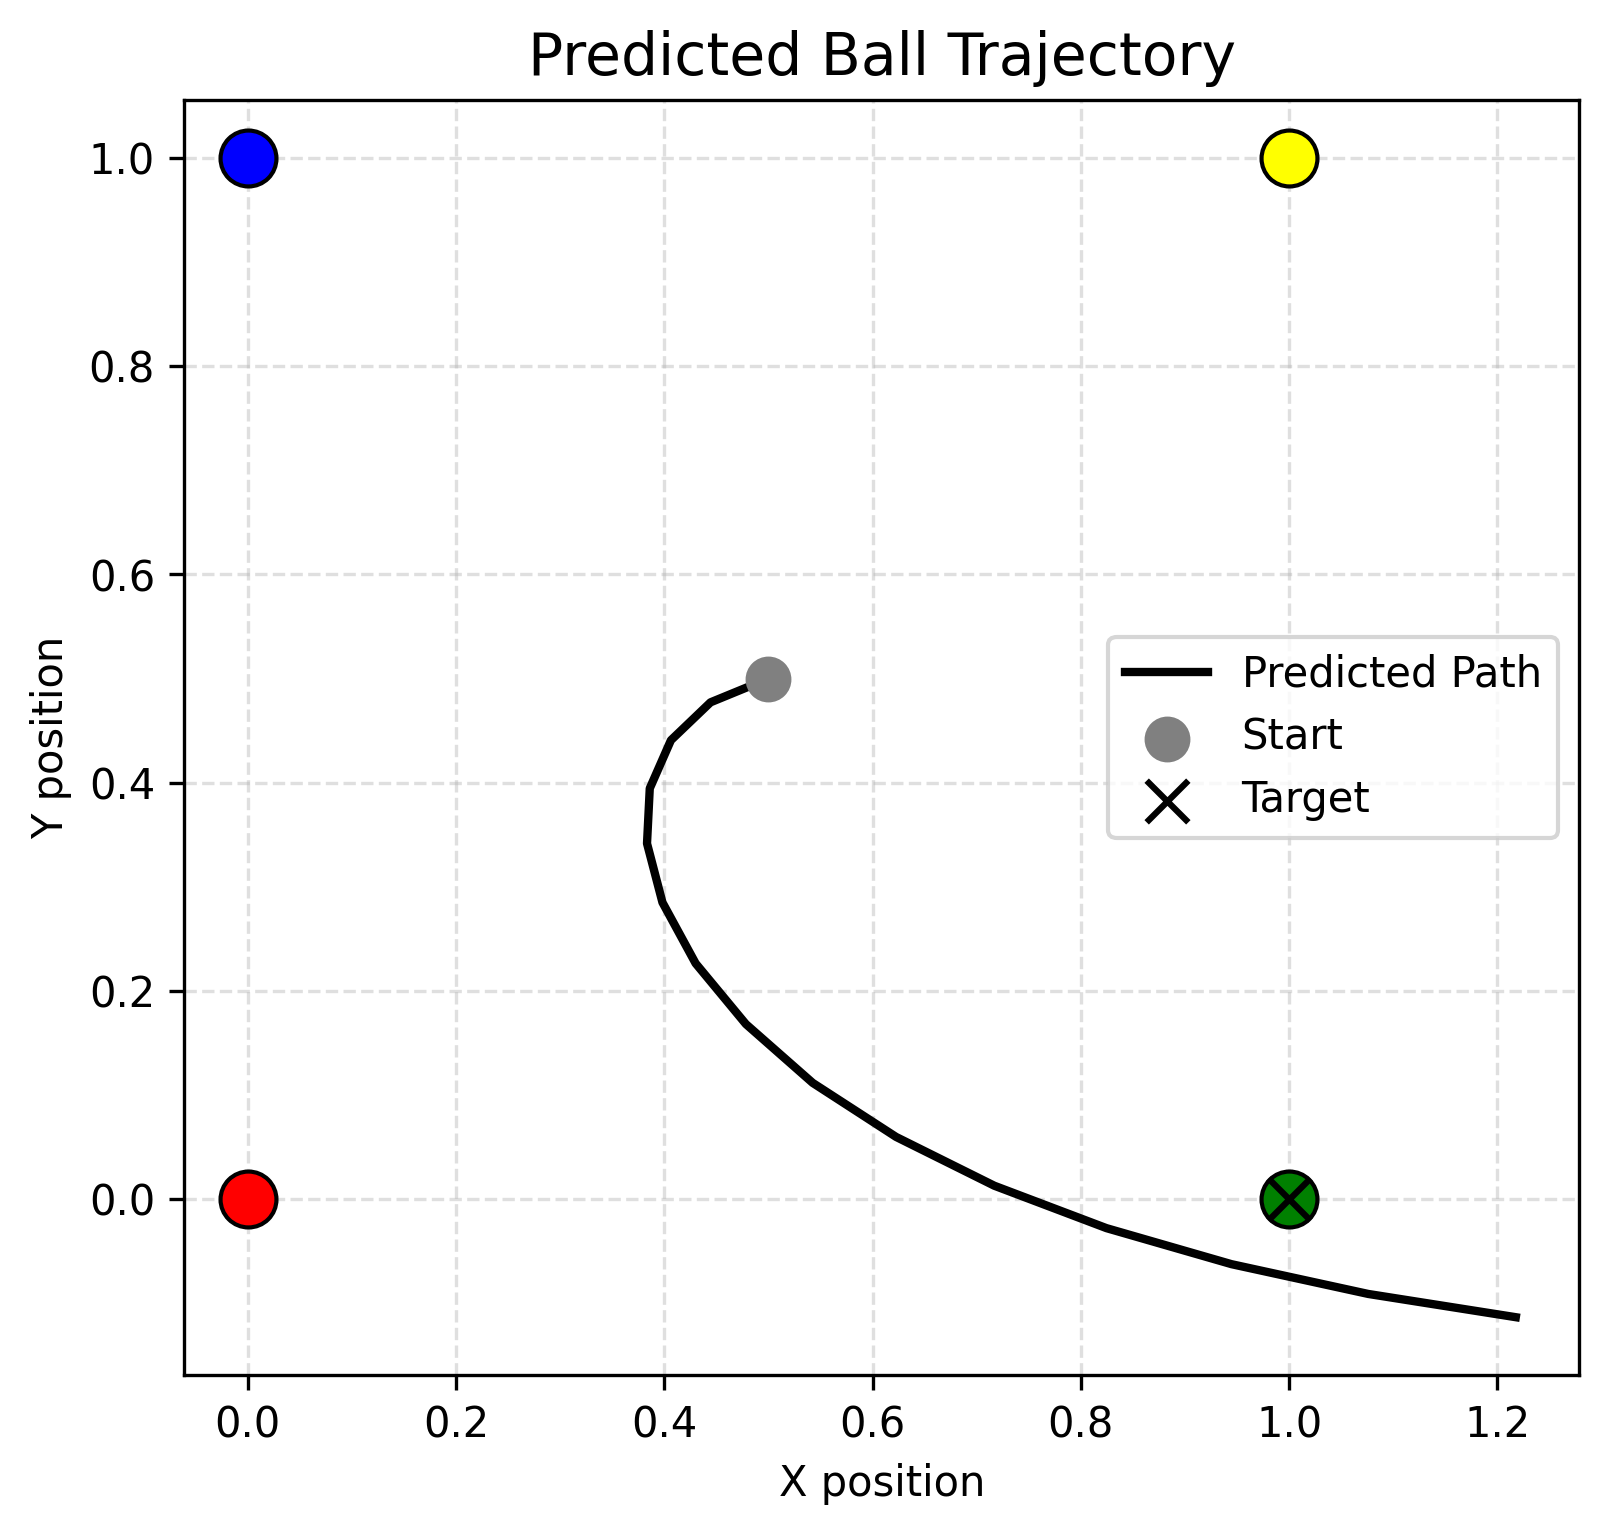 Predicted Ball Trajectory
1.0
0.8
0.6
0.4
0.2
0.0
Y position
Predicted Path
Start
Target
0.0 0.2 0.4 0.6 0.8 1.0 1.2
X position